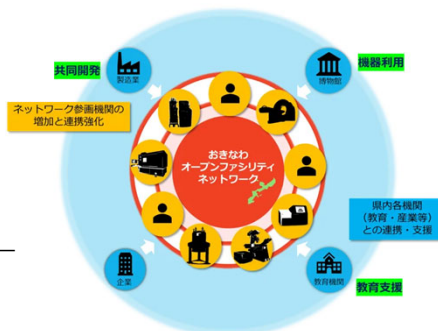 共同開発
製造業
機器利用
博物館
ネットワーク参画機関の
増加と連携強化
おきなわ
オープンファシリティ
ネットワーク
県内各機関
（教育・産業等）
との連携・支援
企業
教育機関
教育支援